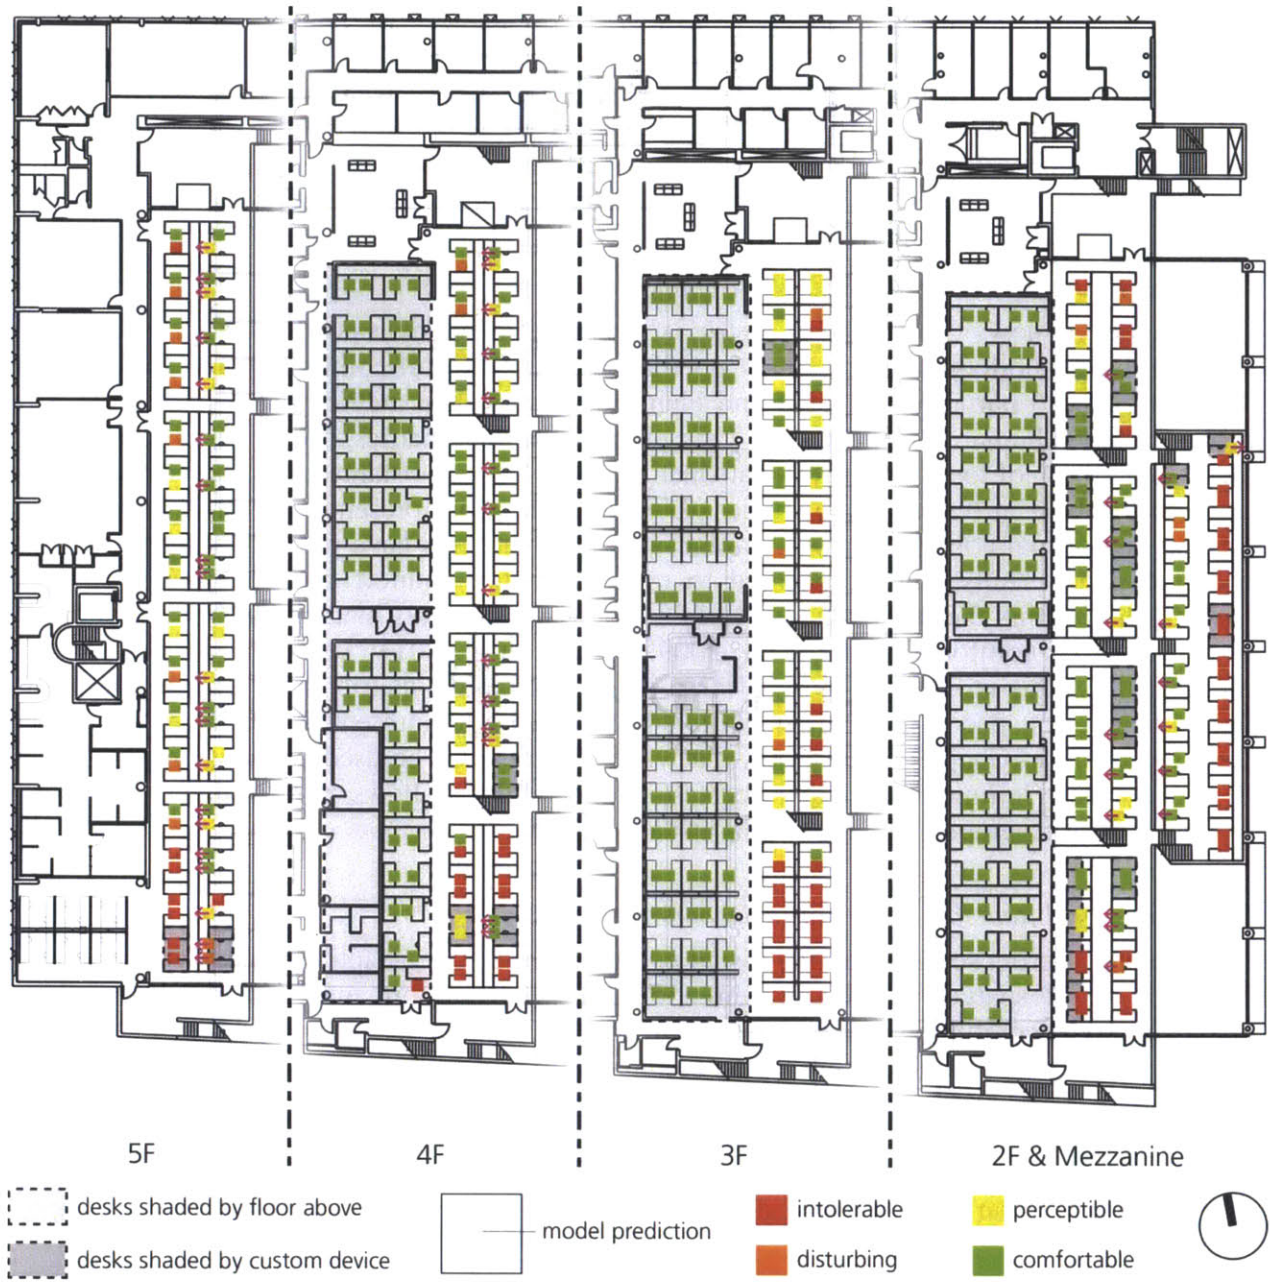 5F
4F
3F
2F & Mezzanine
desks shaded by floor above
desks shaded by custom device
model prediction
intolerable
disturbing
perceptible
comfortable